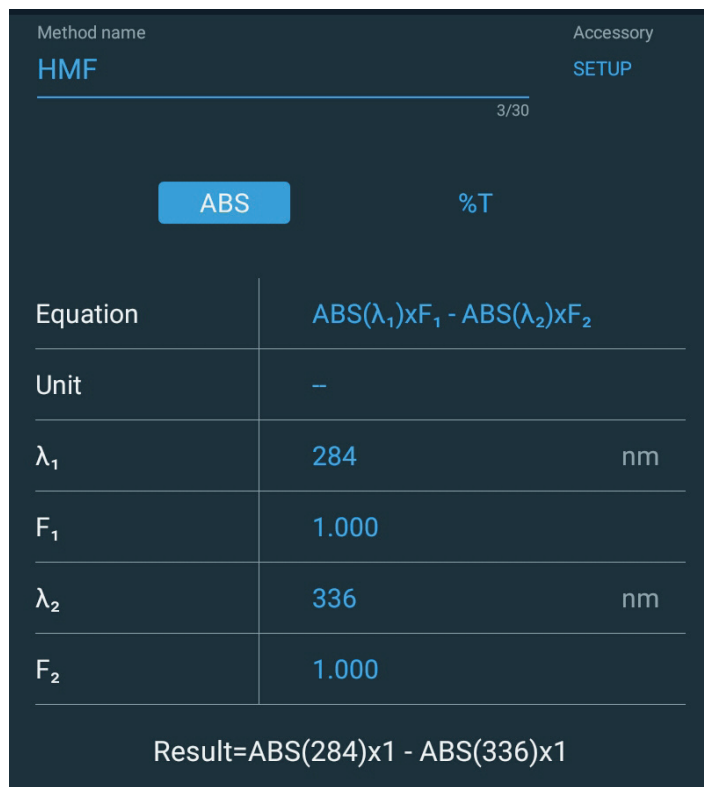 Method name Accessory
HMF SETUP
3/30
ABS %T
Equation ABS(λ₁)xF₁ - ABS(λ₂)xF₂
Unit --
λ₁ 284 nm
F₁ 1.000
λ₂ 336 nm
F₂ 1.000
Result=ABS(284)x1 - ABS(336)x1